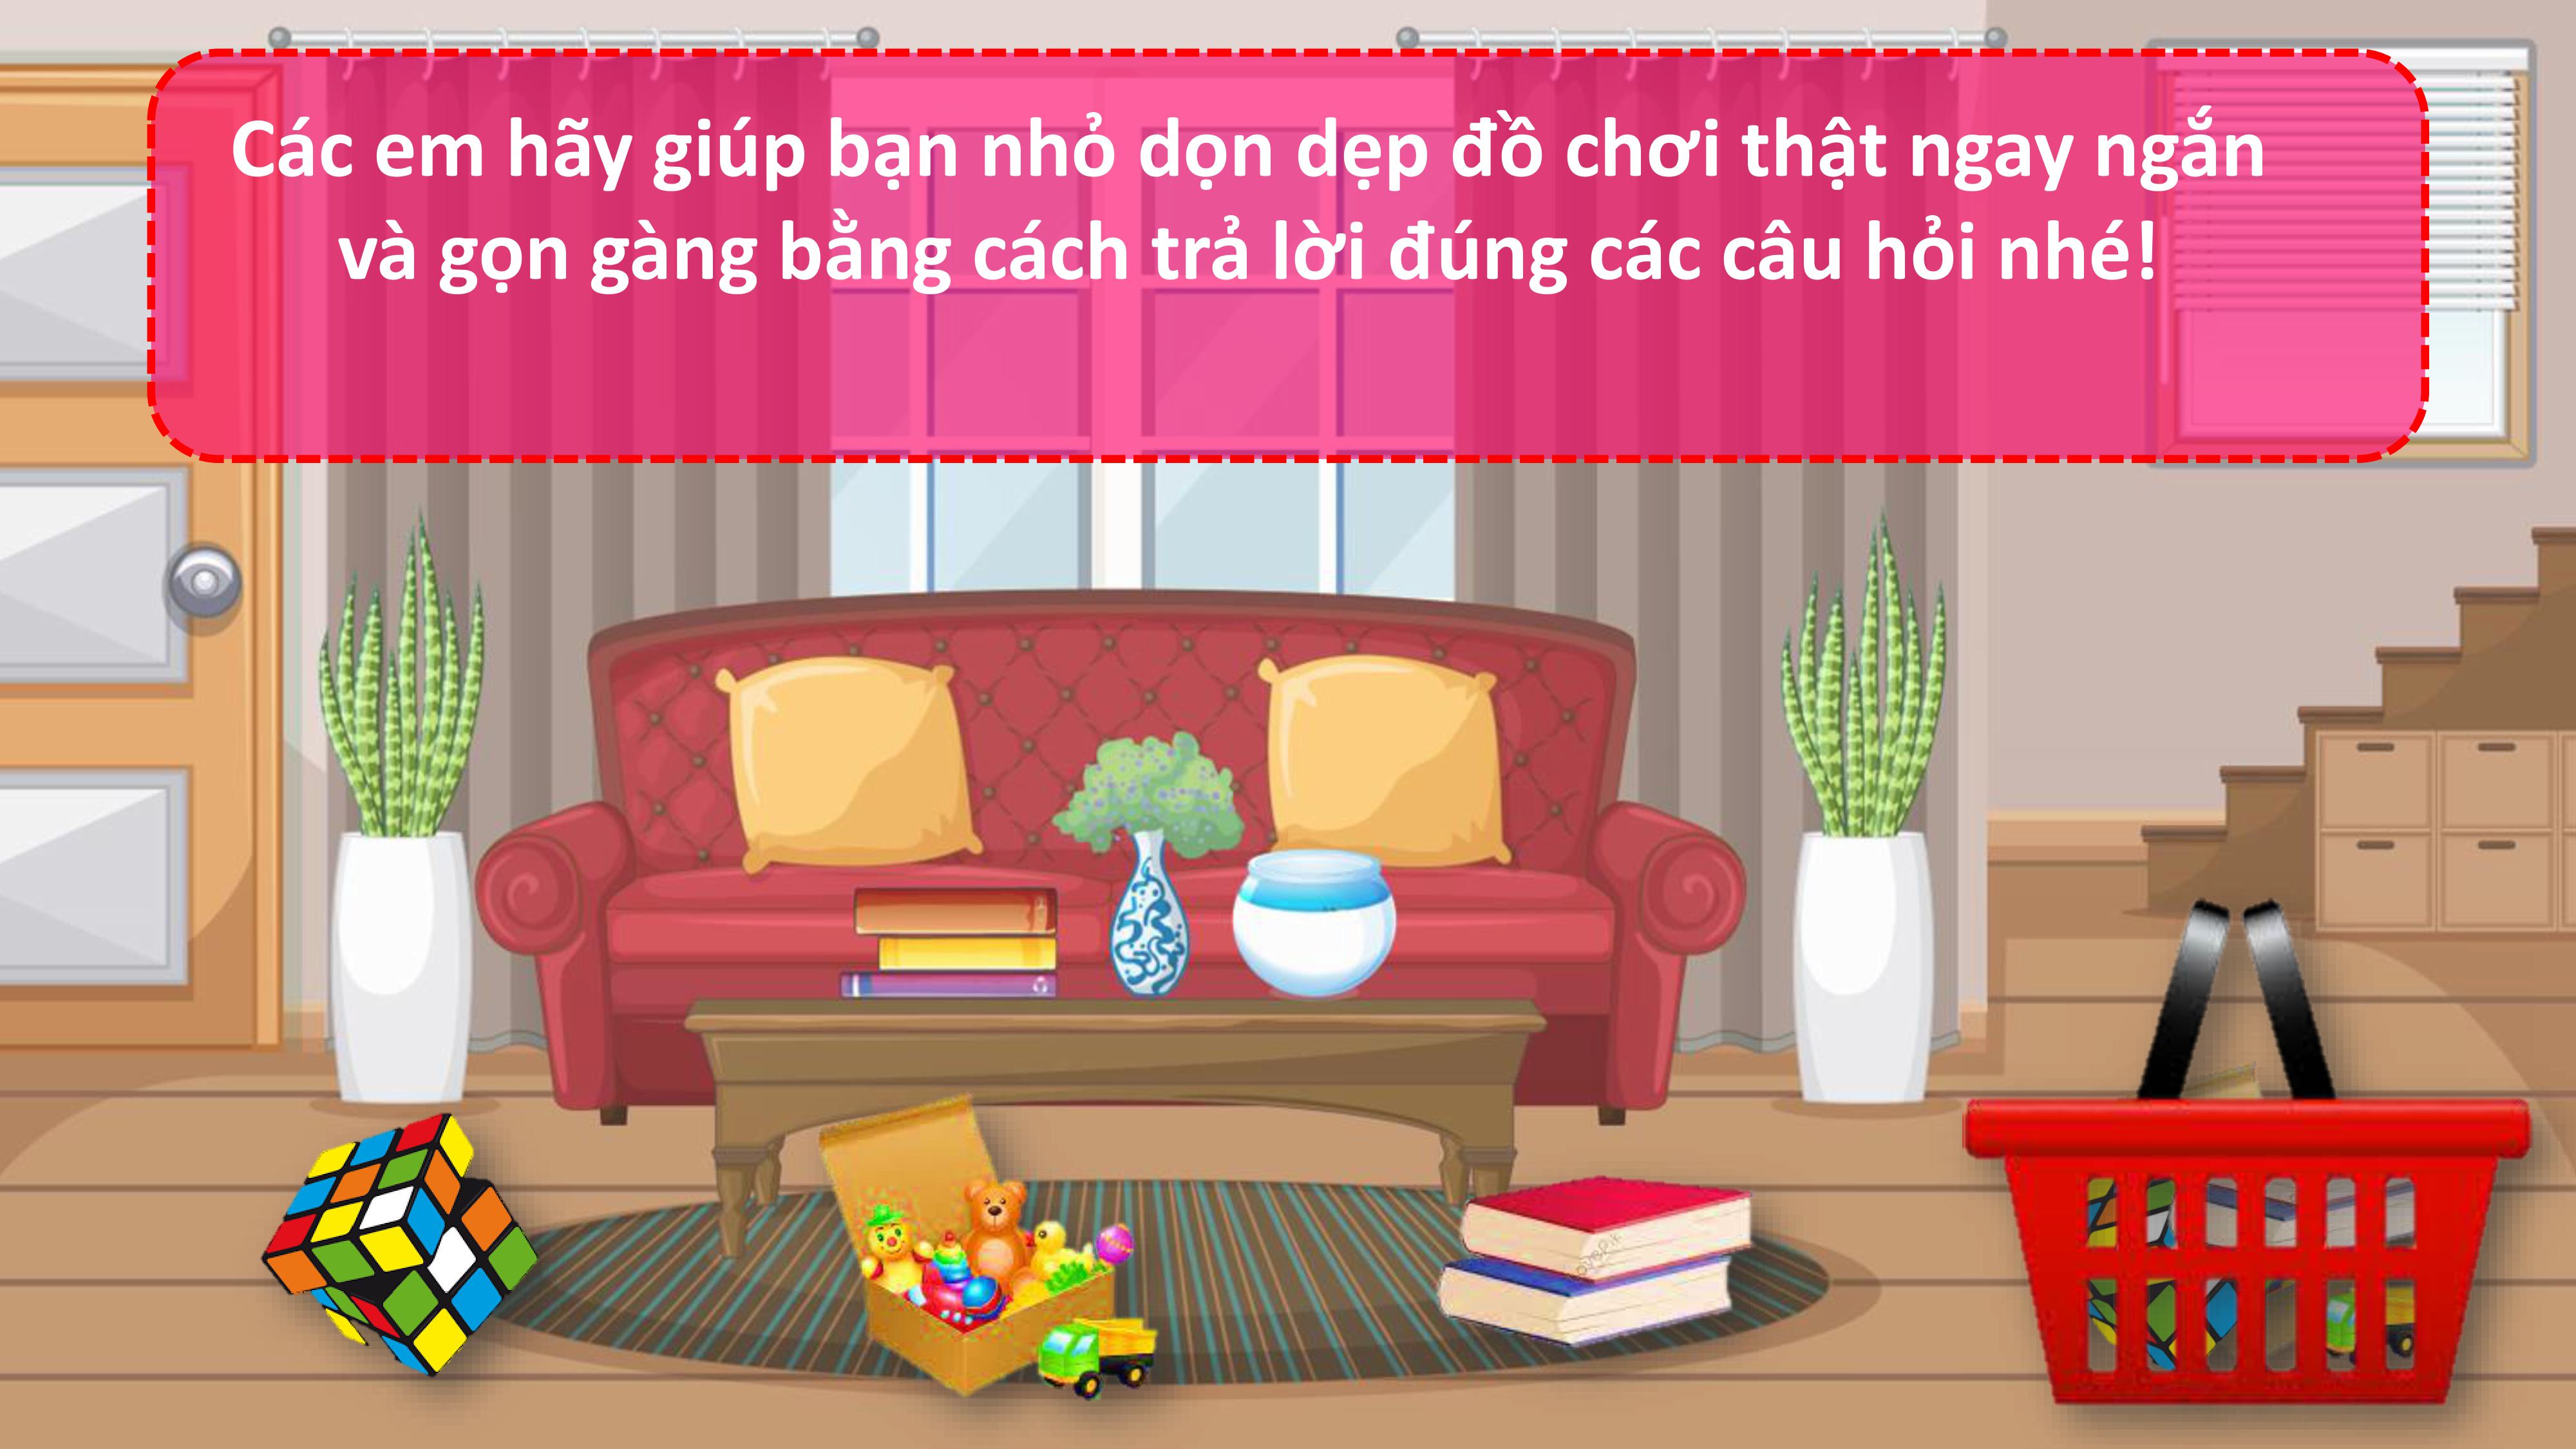 Các em hãy giúp bạn nhỏ dọn dẹp đồ chơi thật ngay ngắn
và gọn gàng bằng cách trả lời đúng các câu hỏi nhé!